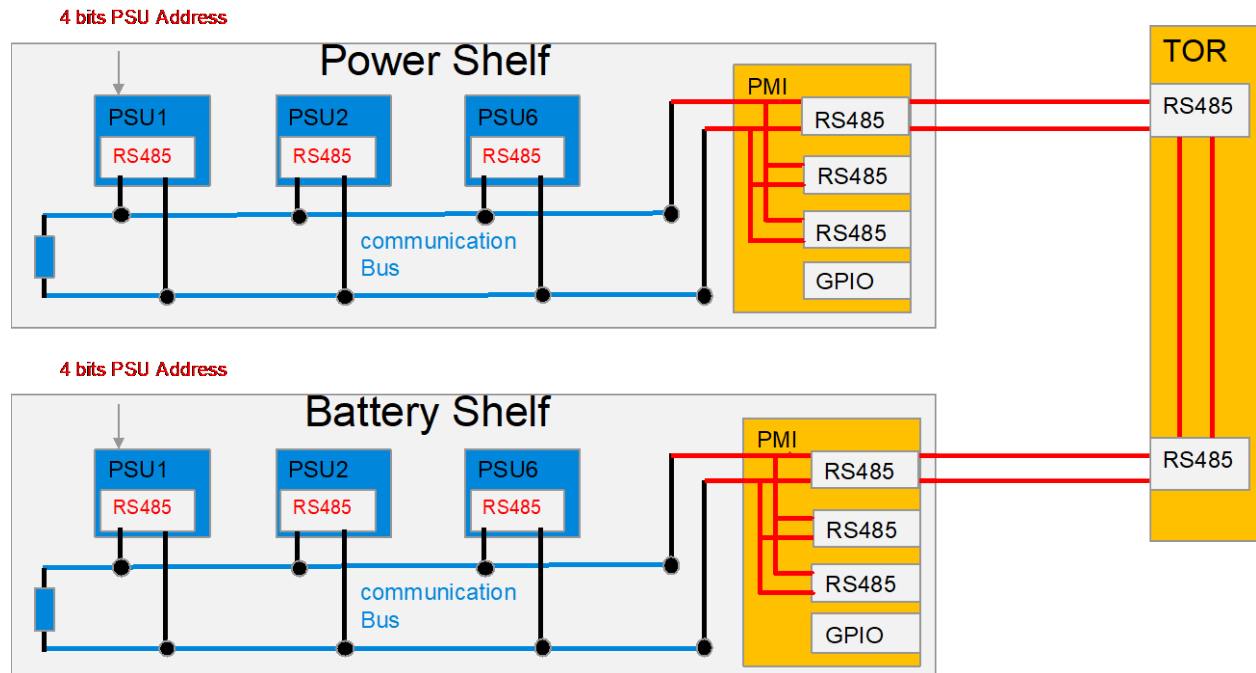 4 bits PSU Address
Power Shelf
TOR
PMI
PSU1
PSU2
PSU6
RS485
RS485
RS485
RS485
RS485
RS485
RS485
GPIO
communication
Bus
4 bits PSU Address
Battery Shelf
PMI
PSU1
PSU2
PSU6
RS485
RS485
RS485
RS485
RS485
RS485
RS485
GPIO
communication
Bus